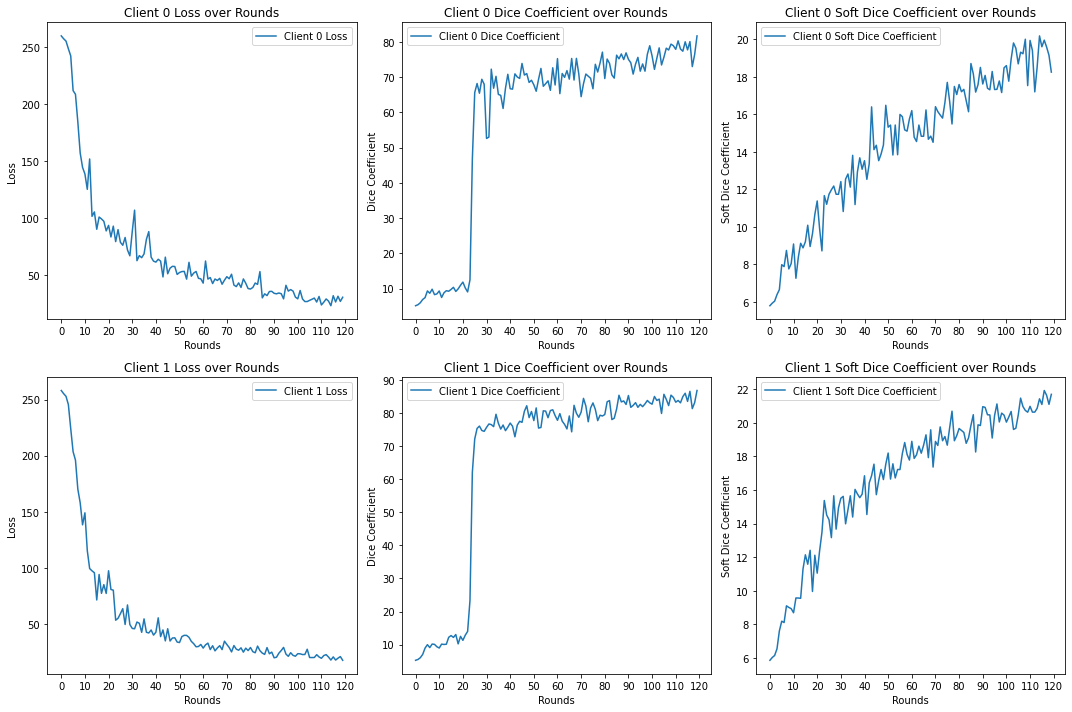 Client 0 Loss over Rounds
Client 0 Loss
250
200
150
100
50
Loss
0 10 20 30 40 50 60 70 80 90 100 110 120
Rounds
Client 0 Dice Coefficient over Rounds
Client 0 Dice Coefficient
80
70
60
50
40
30
20
10
Dice Coefficient
0 10 20 30 40 50 60 70 80 90 100 110 120
Rounds
Client 0 Soft Dice Coefficient over Rounds
Client 0 Soft Dice Coefficient
20
18
16
14
12
10
8
6
Soft Dice Coefficient
0 10 20 30 40 50 60 70 80 90 100 110 120
Rounds
Client 1 Loss over Rounds
Client 1 Loss
250
200
150
100
50
Loss
0 10 20 30 40 50 60 70 80 90 100 110 120
Rounds
Client 1 Dice Coefficient over Rounds
Client 1 Dice Coefficient
90
80
70
60
50
40
30
20
10
Dice Coefficient
0 10 20 30 40 50 60 70 80 90 100 110 120
Rounds
Client 1 Soft Dice Coefficient over Rounds
Client 1 Soft Dice Coefficient
22
20
18
16
14
12
10
8
6
Soft Dice Coefficient
0 10 20 30 40 50 60 70 80 90 100 110 120
Rounds